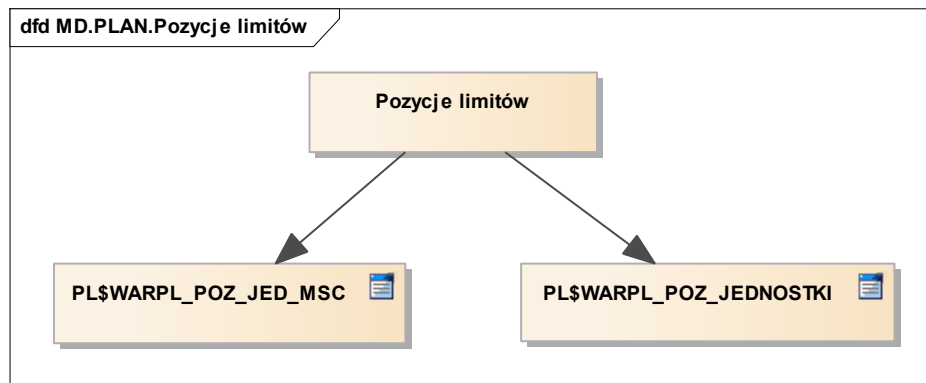 dfd MD.PLAN.Pozycje limitów
Pozycje limitów
PL$WARPL_POZ_JED_MSC
PL$WARPL_POZ_JEDNOSTKI